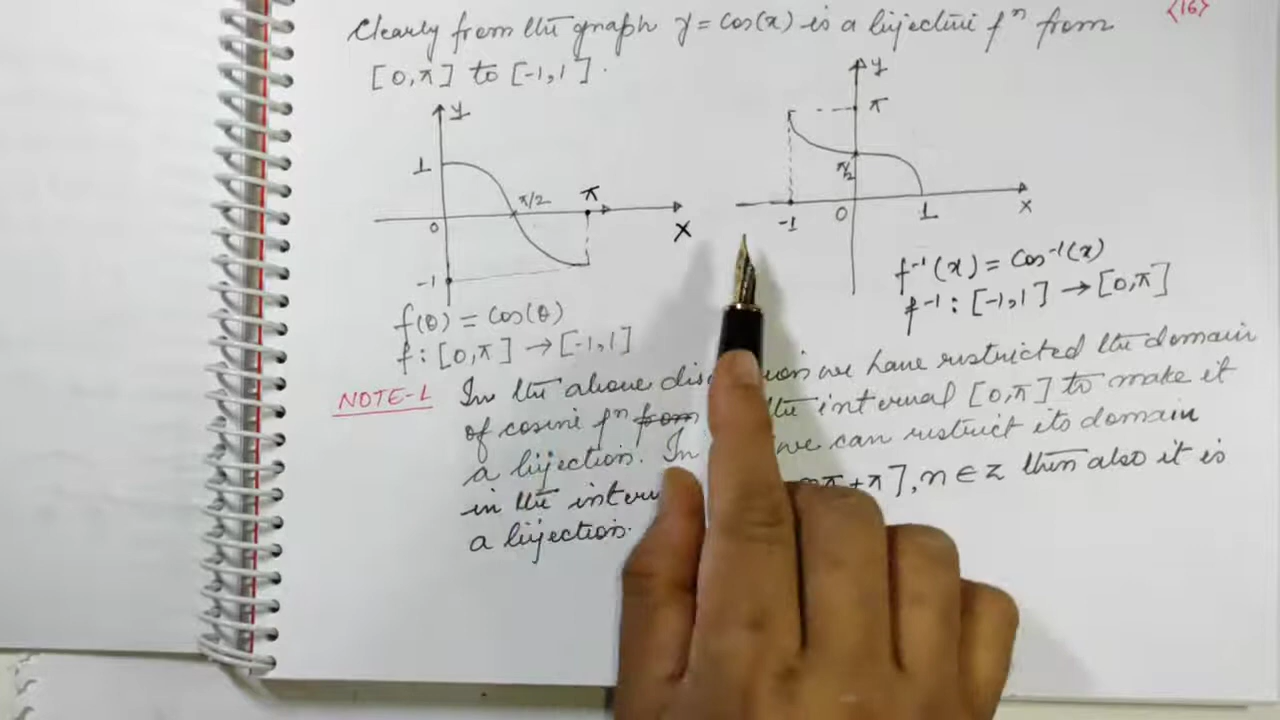 <16>
Clearly from the graph y = cos(x) is a bijective fⁿ from
[0,π] to [-1,1].
y
1
π/2
π
0
X
-1
y
π
π/2
-1
0
1
x
f(θ) = cos(θ)
f : [0,π] → [-1,1]
f⁻¹(x) = cos⁻¹(x)
f⁻¹ : [-1,1] → [0,π]
NOTE-1 In the above we have restricted the domain
of cosine fⁿ from the interval [0,π] to make it
a bijection. In we can restrict its domain
in the π+π], n∈z then also it is
a bijection.